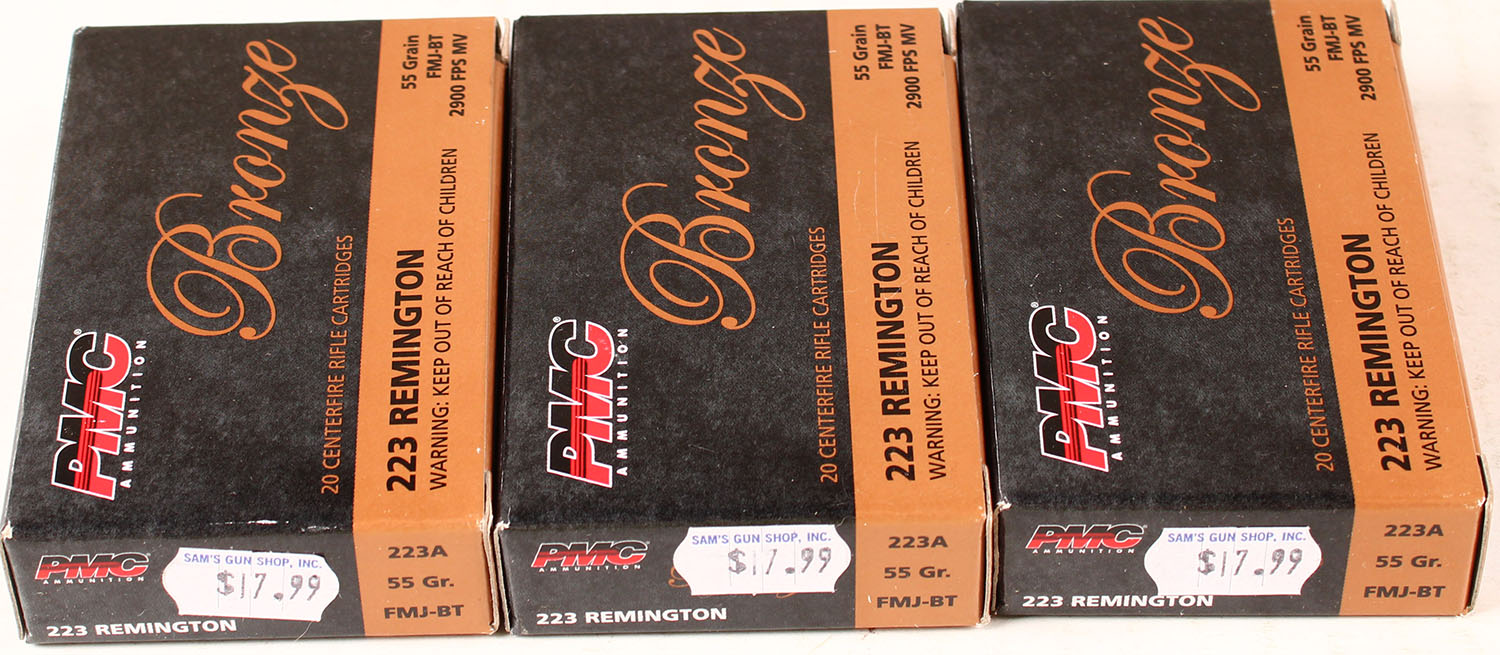 Bronze
55 Grain
FMJ-BT
2900 FPS MV
PMC®
AMMUNITION
20 CENTERFIRE RIFLE CARTRIDGES
223 REMINGTON
WARNING: KEEP OUT OF REACH OF CHILDREN
PMC
AMMUNITION
SAM'S GUN SHOP, INC.
$17.99
223 REMINGTON
223A
55 Gr.
FMJ-BT
Bronze
55 Grain
FMJ-BT
2900 FPS MV
PMC®
AMMUNITION
20 CENTERFIRE RIFLE CARTRIDGES
223 REMINGTON
WARNING: KEEP OUT OF REACH OF CHILDREN
PMC
AMMUNITION
SAM'S GUN SHOP, INC.
$17.99
223 REMINGTON
223A
55 Gr.
FMJ-BT
Bronze
55 Grain
FMJ-BT
2900 FPS MV
PMC®
AMMUNITION
20 CENTERFIRE RIFLE CARTRIDGES
223 REMINGTON
WARNING: KEEP OUT OF REACH OF CHILDREN
PMC
AMMUNITION
SAM'S GUN SHOP, INC.
$17.99
223 REMINGTON
223A
55 Gr.
FMJ-BT